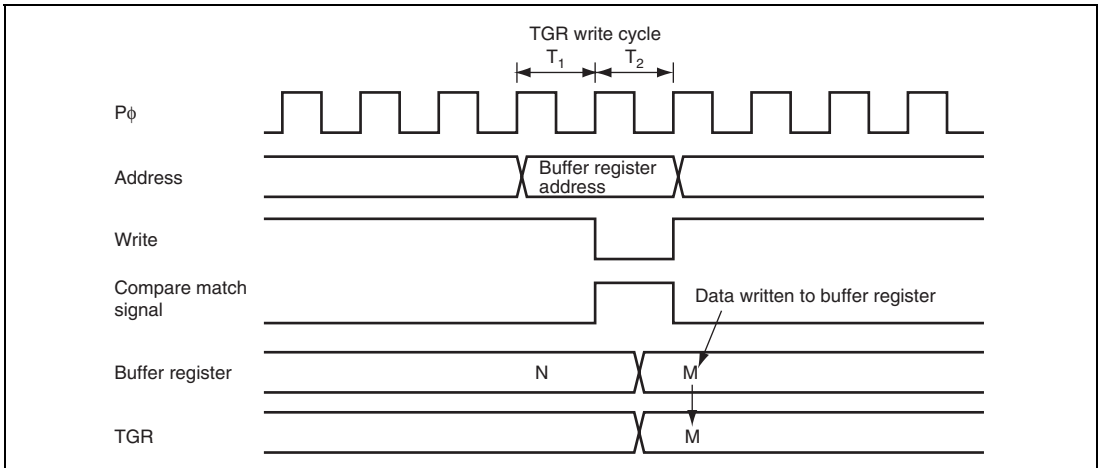 TGR write cycle
T1 T2
Pϕ
Address
Buffer register
address
Write
Compare match
signal
Data written to buffer register
Buffer register
N
M
TGR
M